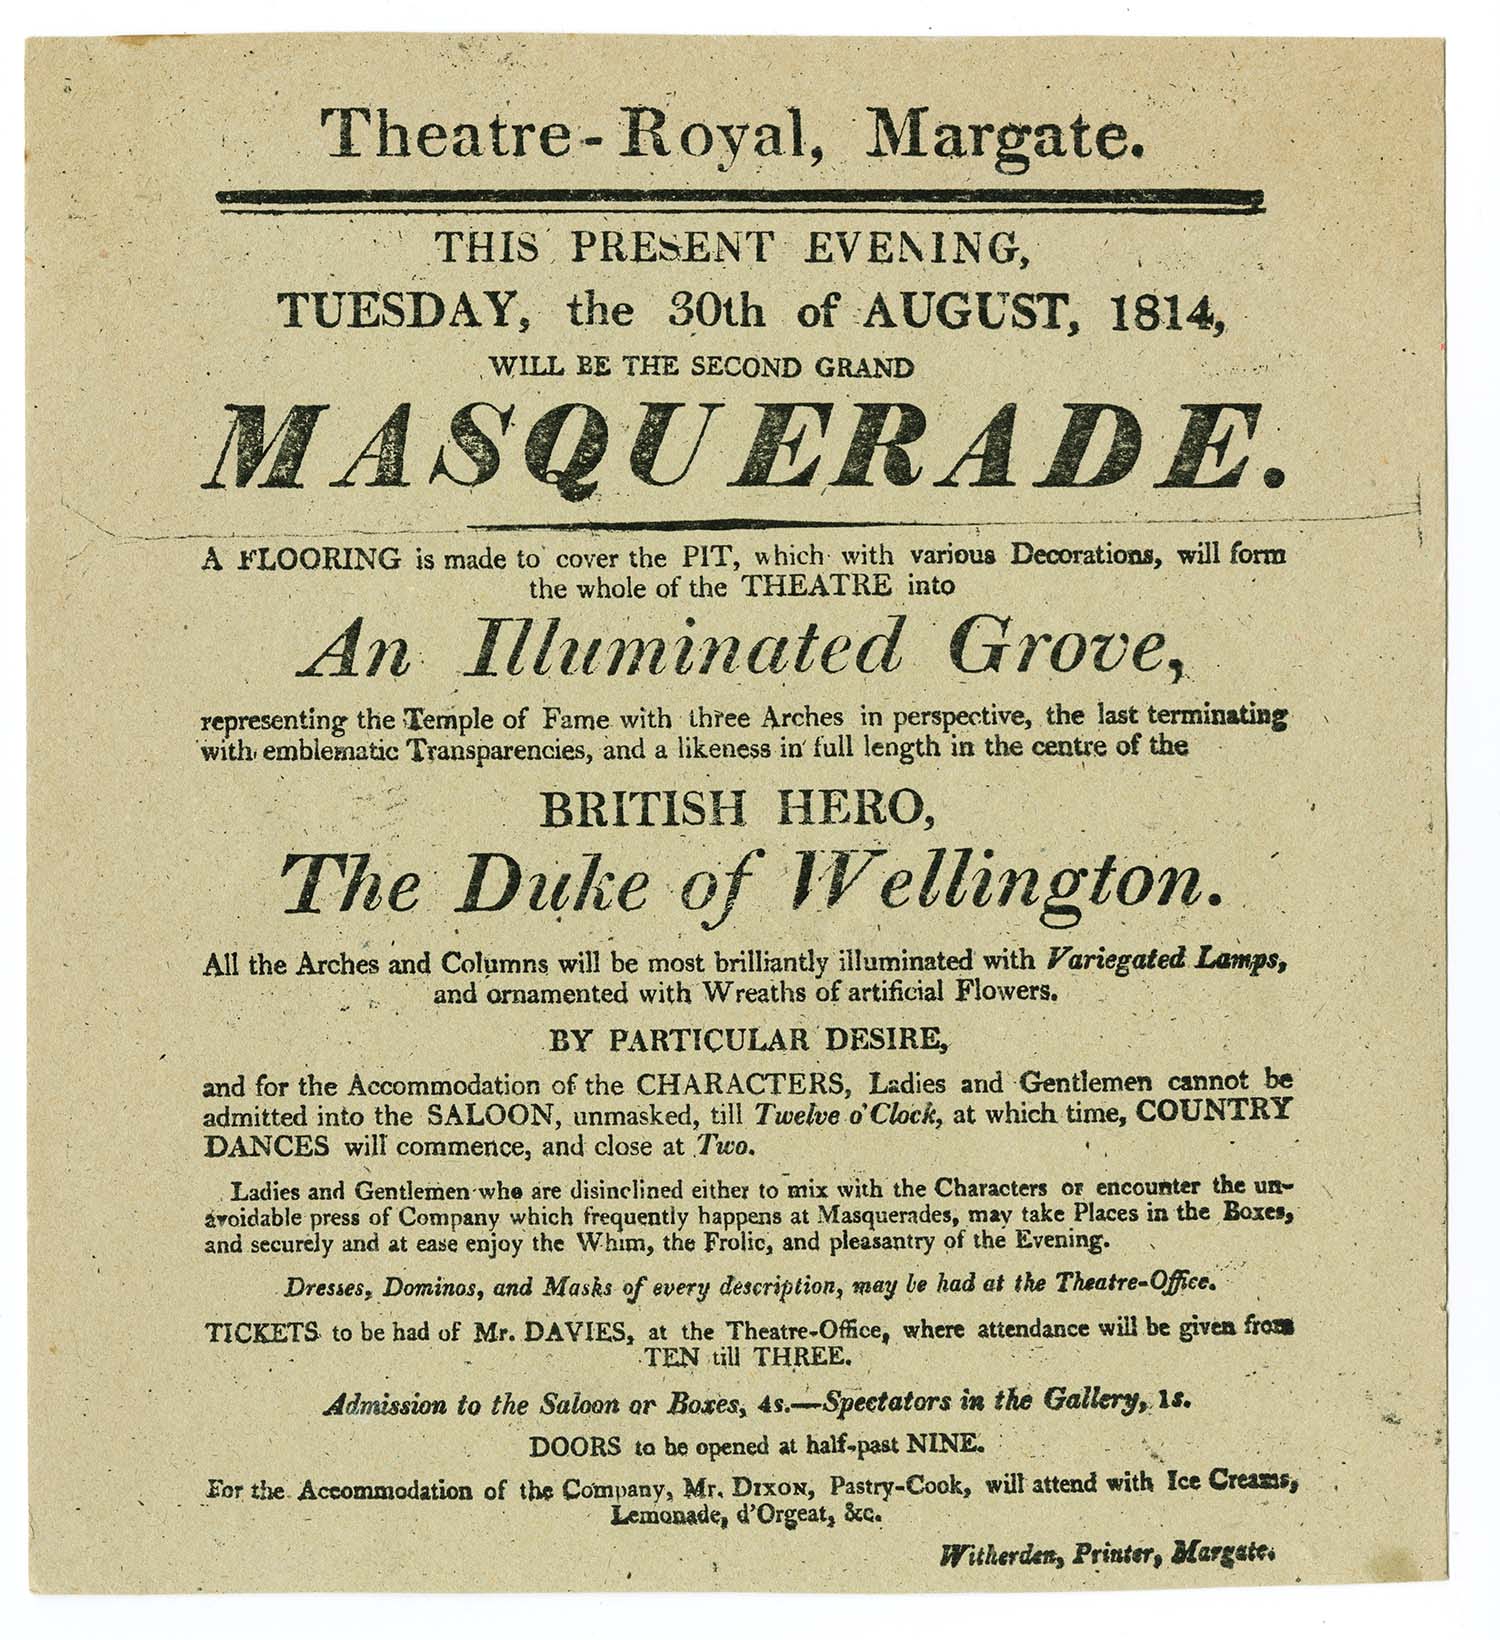 Theatre-Royal, Margate.
THIS PRESENT EVENING,
TUESDAY, the 30th of AUGUST, 1814,
WILL BE THE SECOND GRAND
MASQUERADE.
A FLOORING is made to cover the PIT, which with various Decorations, will form
the whole of the THEATRE into
An Illuminated Grove,
representing the Temple of Fame with three Arches in perspective, the last terminating
with emblematic Transparencies, and a likeness in full length in the centre of the
BRITISH HERO,
The Duke of Wellington.
All the Arches and Columns will be most brilliantly illuminated with Variegated Lamps,
and ornamented with Wreaths of artificial Flowers.
BY PARTICULAR DESIRE,
and for the Accommodation of the CHARACTERS, Ladies and Gentlemen cannot be
admitted into the SALOON, unmasked, till Twelve o'Clock, at which time, COUNTRY
DANCES will commence, and close at Two.
Ladies and Gentlemen who are disinclined either to mix with the Characters or encounter the un-
avoidable press of Company which frequently happens at Masquerades, may take Places in the Boxes,
and securely and at ease enjoy the Whim, the Frolic, and pleasantry of the Evening.
Dresses, Dominos, and Masks of every description, may be had at the Theatre-Office.
TICKETS to be had of Mr. DAVIES, at the Theatre-Office, where attendance will be given from
TEN till THREE.
Admission to the Saloon or Boxes, 4s.—Spectators in the Gallery, 1s.
DOORS to be opened at half-past NINE.
For the Accommodation of the Company, Mr. DIXON, Pastry-Cook, will attend with Ice Creams,
Lemonade, d'Orgeat, &c.
Witherden, Printer, Margate.